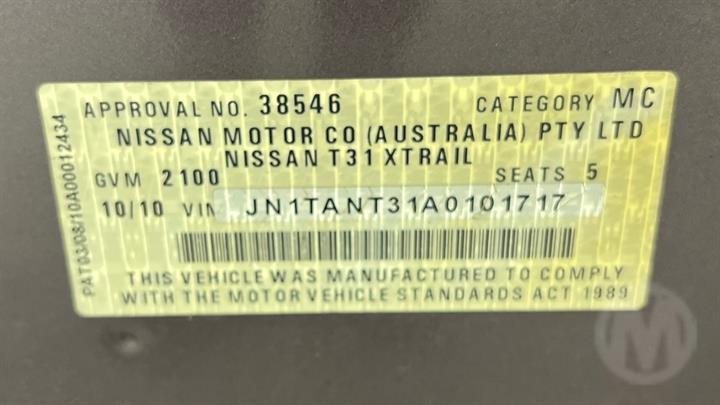 APPROVAL NO. 38546 CATEGORY MC
NISSAN MOTOR CO (AUSTRALIA) PTY LTD
NISSAN T31 XTRAIL
GVM 2100 SEATS 5
10/10 VIN JN1TANT31A0101717
THIS VEHICLE WAS MANUFACTURED TO COMPLY
WITH THE MOTOR VEHICLE STANDARDS ACT 1989
PAT03/08/10A00012434
M